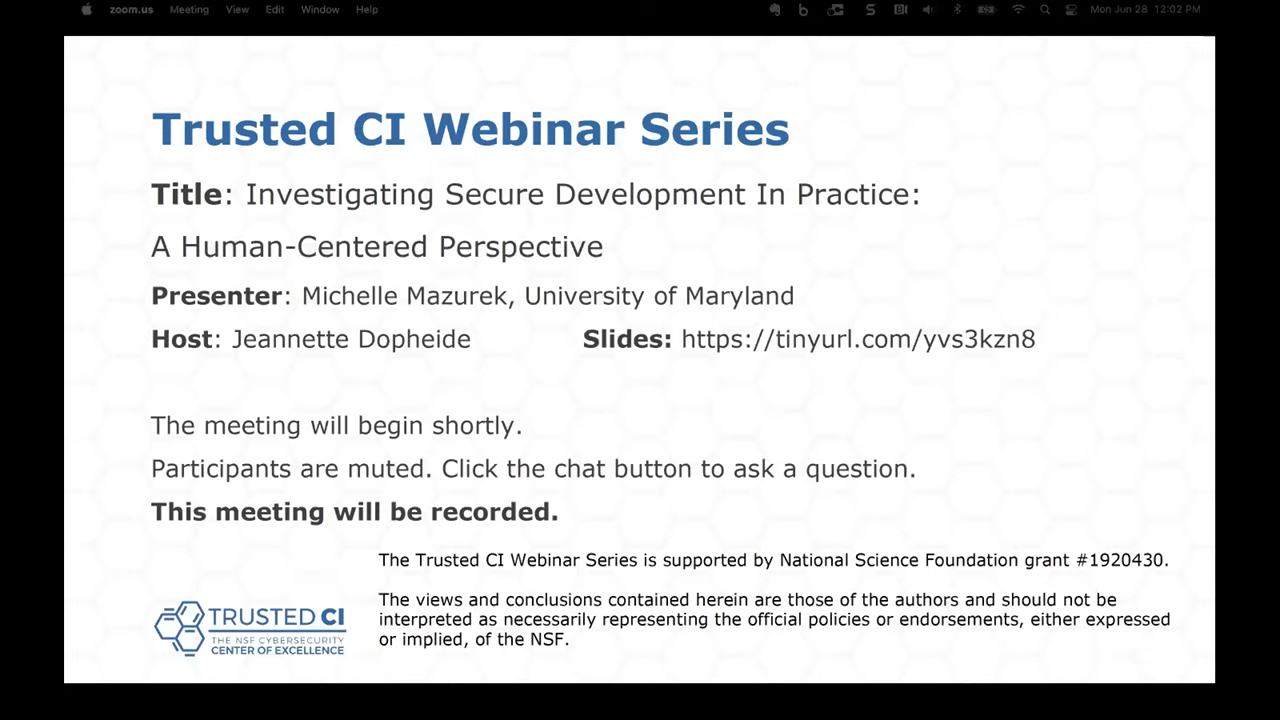 zoom.us Meeting View Edit Window Help Mon Jun 28 12:02 PM
Trusted CI Webinar Series
Title: Investigating Secure Development In Practice:
A Human-Centered Perspective
Presenter: Michelle Mazurek, University of Maryland
Host: Jeannette Dopheide Slides: https://tinyurl.com/yvs3kzn8
The meeting will begin shortly.
Participants are muted. Click the chat button to ask a question.
This meeting will be recorded.
The Trusted CI Webinar Series is supported by National Science Foundation grant #1920430.
The views and conclusions contained herein are those of the authors and should not be
interpreted as necessarily representing the official policies or endorsements, either expressed
or implied, of the NSF.
TRUSTED CI
THE NSF CYBERSECURITY
CENTER OF EXCELLENCE